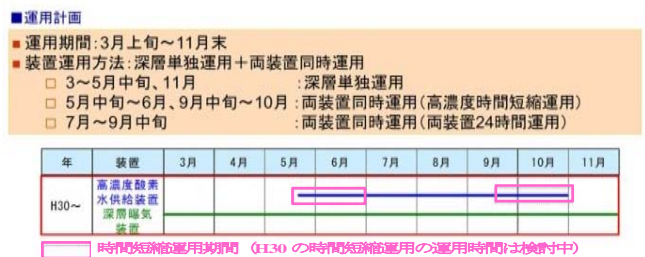 ■運用計画
■ 運用期間:3月上旬～11月末
■ 装置運用方法:深層単独運用＋両装置同時運用
□ 3～5月中旬、11月 :深層単独運用
□ 5月中旬～6月、9月中旬～10月:両装置同時運用(高濃度時間短縮運用)
□ 7月～9月中旬 :両装置同時運用(両装置24時間運用)
年 装置 3月 4月 5月 6月 7月 8月 9月 10月 11月
H30～
高濃度酸素
水供給装置
深層曝気
装置
時間短縮運用期間（H30 の時間短縮運用の運用時間は検討中）